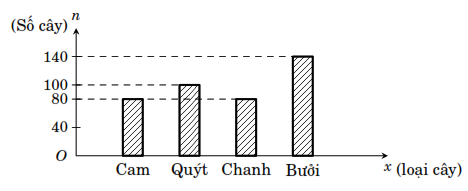 n
(Số cây)
140
100
80
40
O
Cam Quýt Chanh Bưởi
x (loại cây)